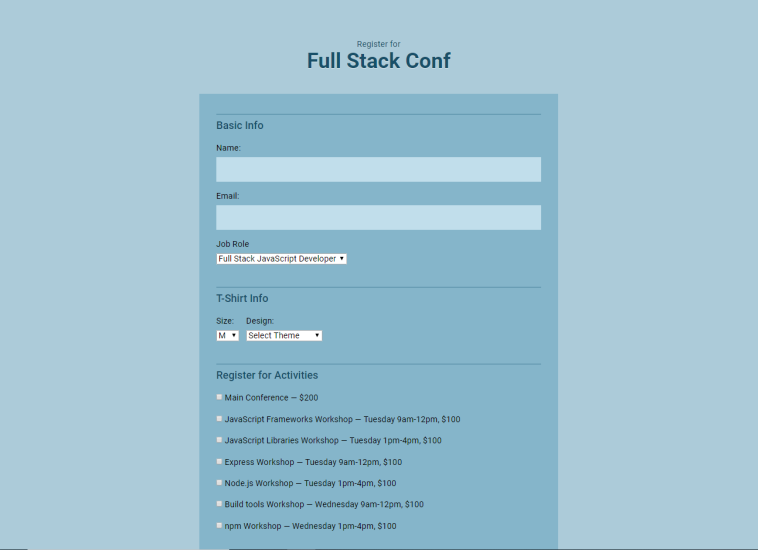 Register for
Full Stack Conf
Basic Info
Name:
Email:
Job Role
Full Stack JavaScript Developer
T-Shirt Info
Size: Design:
M Select Theme
Register for Activities
Main Conference — $200
JavaScript Frameworks Workshop — Tuesday 9am-12pm, $100
JavaScript Libraries Workshop — Tuesday 1pm-4pm, $100
Express Workshop — Tuesday 9am-12pm, $100
Node.js Workshop — Tuesday 1pm-4pm, $100
Build tools Workshop — Wednesday 9am-12pm, $100
npm Workshop — Wednesday 1pm-4pm, $100